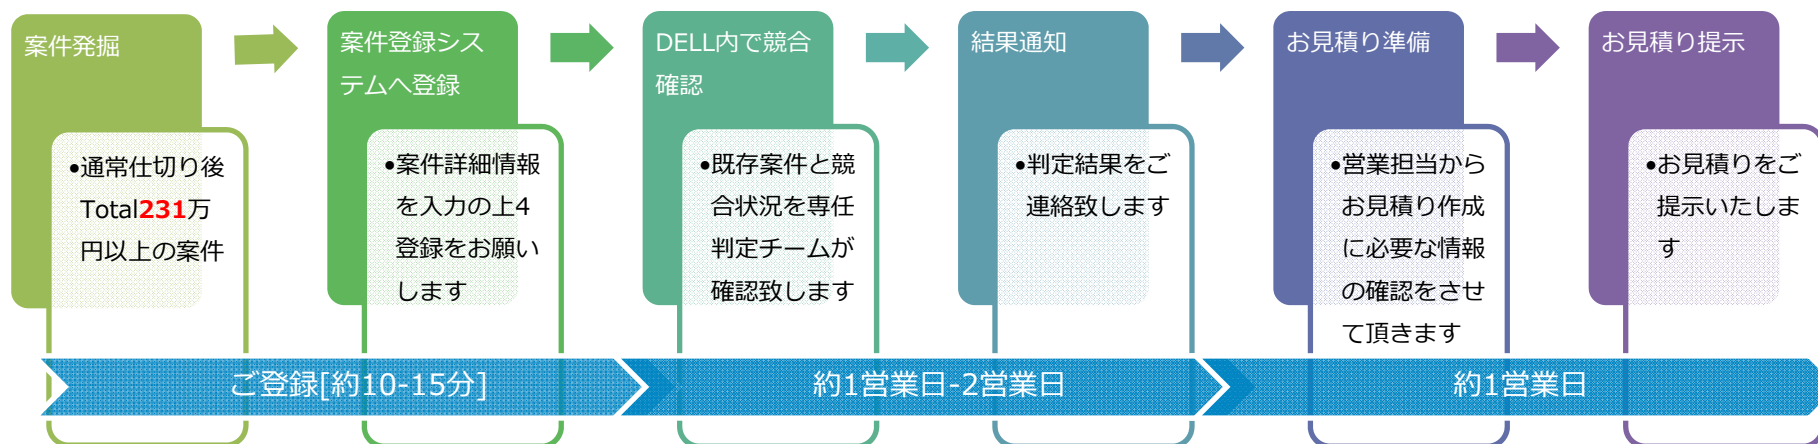 案件発掘
•通常仕切り後
Total231万
円以上の案件
案件登録シス
テムへ登録
•案件詳細情報
を入力の上4
登録をお願い
します
DELL内で競合
確認
•既存案件と競
合状況を専任
判定チームが
確認致します
結果通知
•判定結果をご
連絡致します
お見積り準備
•営業担当から
お見積り作成
に必要な情報
の確認をさせ
て頂きます
お見積り提示
•お見積りをご
提示いたしま
す
ご登録[約10-15分]
約1営業日-2営業日
約1営業日